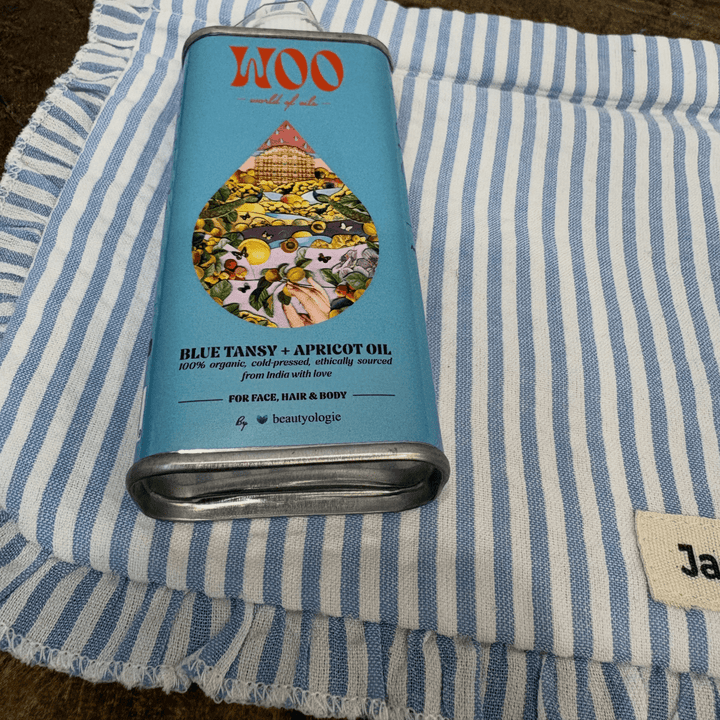 WOO
world of oils
BLUE TANSY + APRICOT OIL
100% organic, cold-pressed, ethically sourced
from India with love
FOR FACE, HAIR & BODY
By beautyologie
Ja